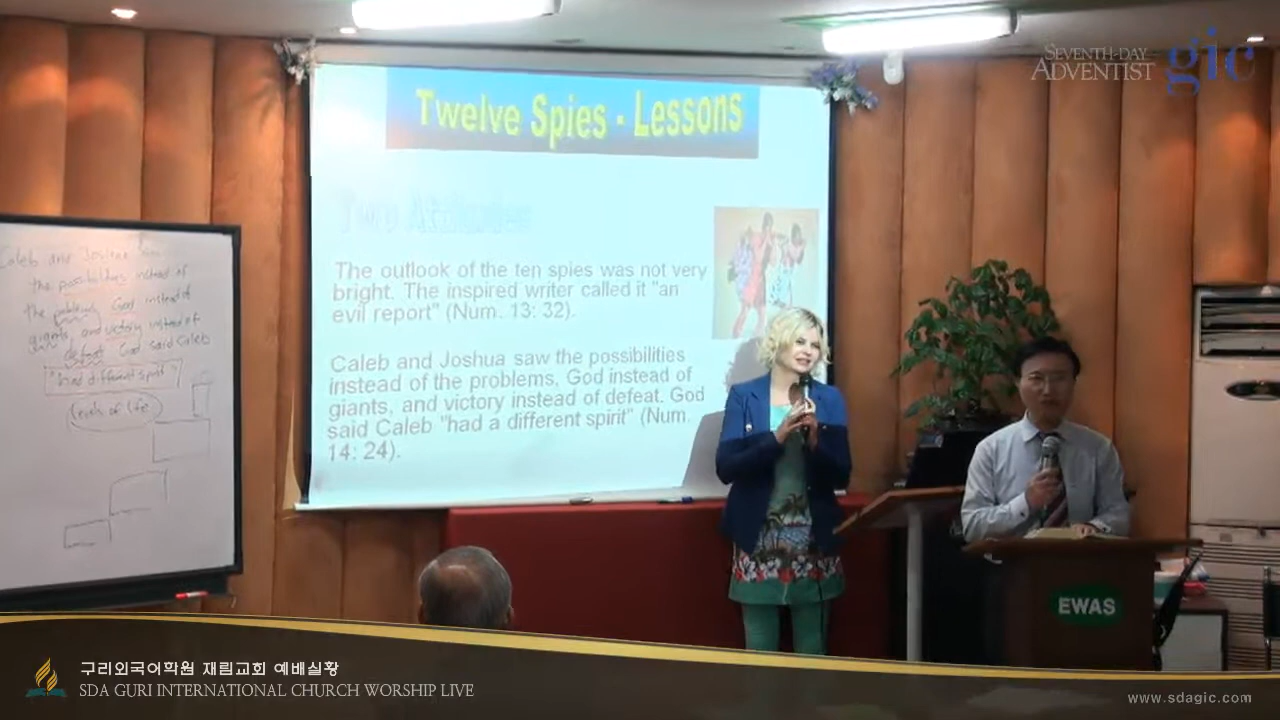 SEVENTH-DAY
ADVENTIST
gic
Twelve Spies - Lessons
Two Attitudes
The outlook of the ten spies was not very
bright. The inspired writer called it "an
evil report" (Num. 13: 32).
Caleb and Joshua saw the possibilities
instead of the problems, God instead of
giants, and victory instead of defeat. God
said Caleb "had a different spirit" (Num.
14: 24).
Caleb and Joshua
the possibilities instead of
the God instead of
giants, and victory instead of
defeat God said Caleb
"had a different spirit"
levels of life
EWAS
구리외국어학원 재림교회 예배실황
SDA GURI INTERNATIONAL CHURCH WORSHIP LIVE
www.sdagic.com